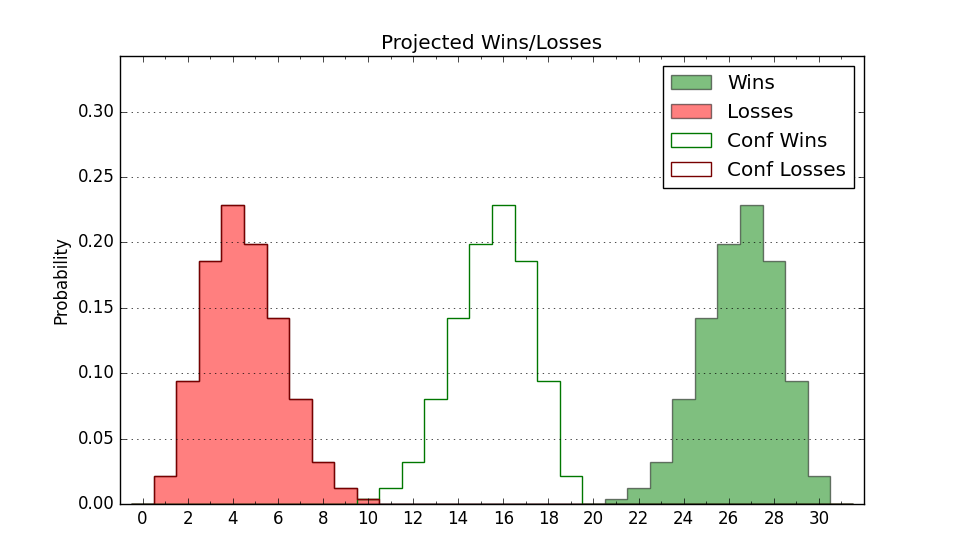 Projected Wins/Losses
Wins
Losses
Conf Wins
Conf Losses
Probability
0.30
0.25
0.20
0.15
0.10
0.05
0.00
0 2 4 6 8 10 12 14 16 18 20 22 24 26 28 30